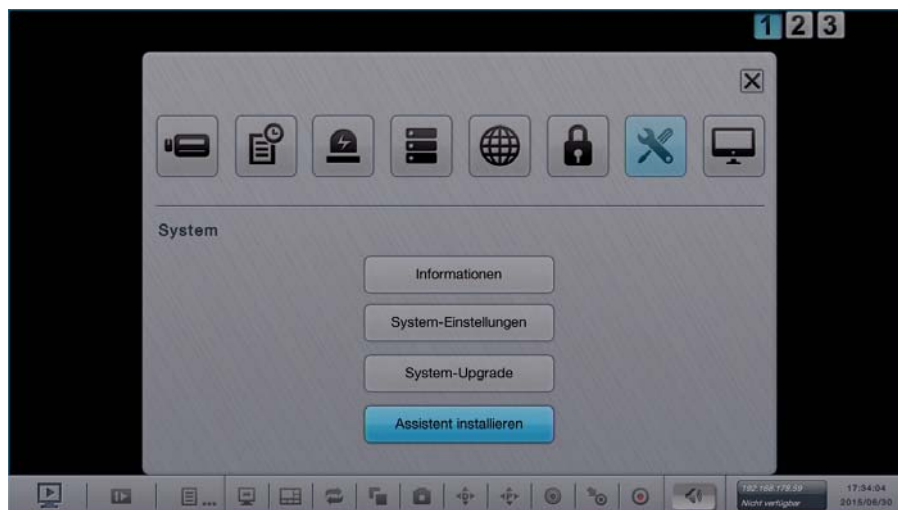 1 2 3
System
Informationen
System-Einstellungen
System-Upgrade
Assistent installieren
192.168.178.59
Nicht verfügbar
17:34:04
2015/06/30